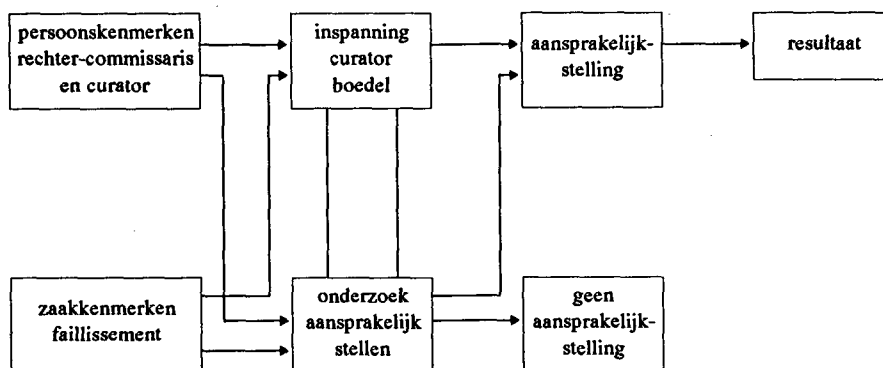 persoonskenmerken
rechter-commissaris
en curator
inspanning
curator
boedel
aansprakelijk-
stelling
resultaat
zaakkenmerken
faillissement
onderzoek
aansprakelijk
stellen
geen
aansprakelijk-
stelling